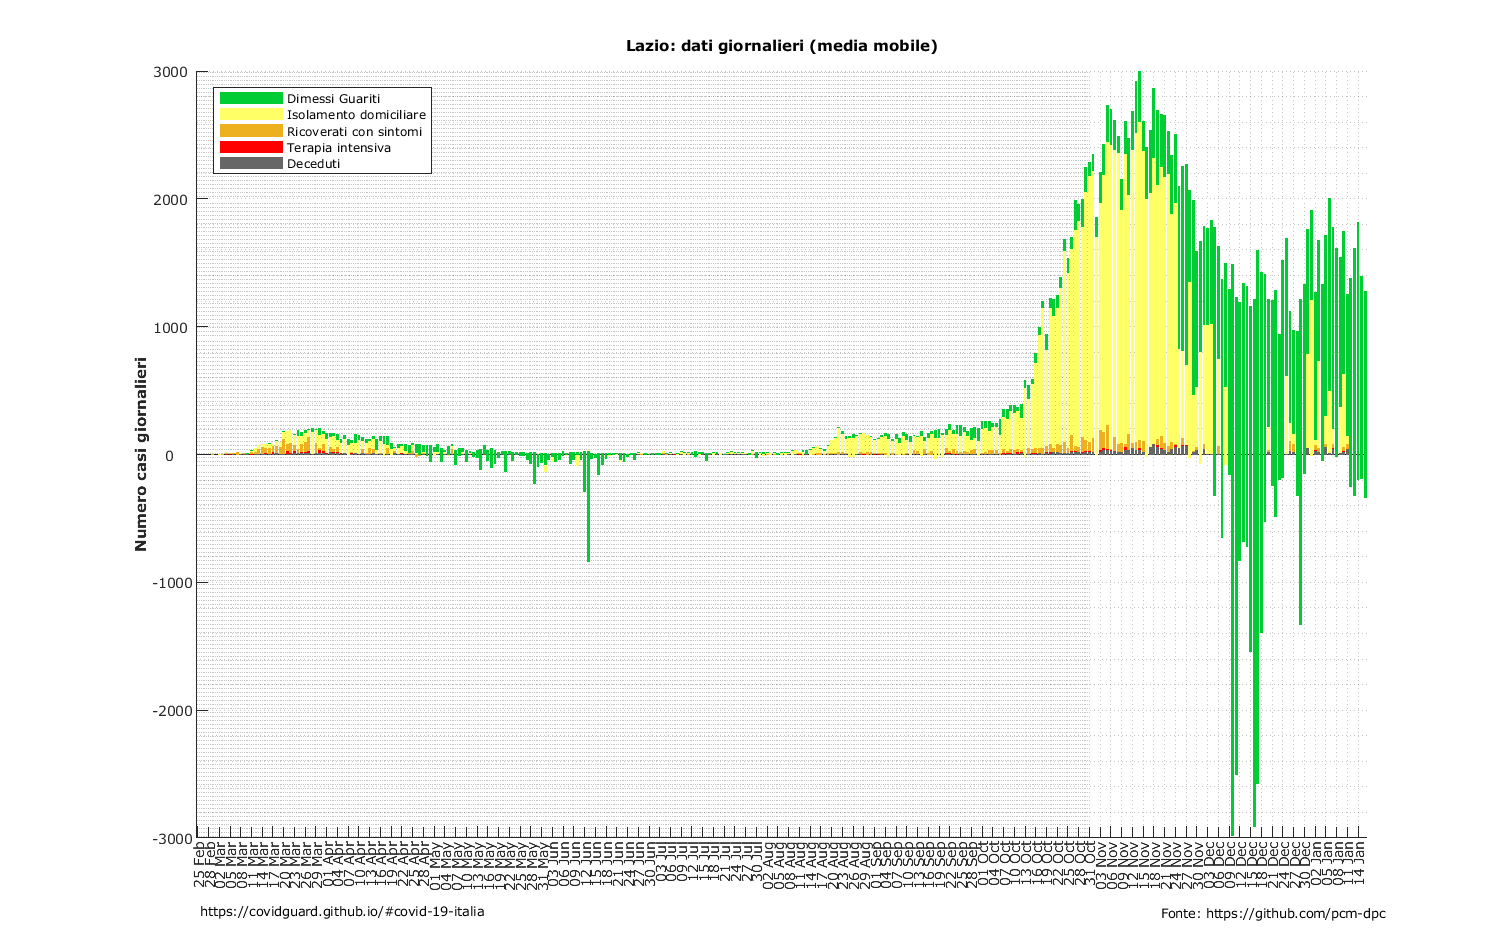 Lazio: dati giornalieri (media mobile)
3000
2000
1000
0
-1000
-2000
-3000
Numero casi giornalieri
Dimessi Guariti
Isolamento domiciliare
Ricoverati con sintomi
Terapia intensiva
Deceduti
25 Feb
28 Feb
02 Mar
05 Mar
08 Mar
11 Mar
14 Mar
17 Mar
20 Mar
23 Mar
26 Mar
29 Mar
01 Apr
04 Apr
07 Apr
10 Apr
13 Apr
16 Apr
19 Apr
22 Apr
25 Apr
28 Apr
01 May
04 May
07 May
10 May
13 May
16 May
19 May
22 May
25 May
28 May
31 May
03 Jun
06 Jun
09 Jun
12 Jun
15 Jun
18 Jun
21 Jun
24 Jun
27 Jun
30 Jun
03 Jul
06 Jul
09 Jul
12 Jul
15 Jul
18 Jul
21 Jul
24 Jul
27 Jul
30 Jul
02 Aug
05 Aug
08 Aug
11 Aug
14 Aug
17 Aug
20 Aug
23 Aug
26 Aug
29 Aug
01 Sep
04 Sep
07 Sep
10 Sep
13 Sep
16 Sep
19 Sep
22 Sep
25 Sep
28 Sep
01 Oct
04 Oct
07 Oct
10 Oct
13 Oct
16 Oct
19 Oct
22 Oct
25 Oct
28 Oct
31 Oct
03 Nov
06 Nov
09 Nov
12 Nov
15 Nov
18 Nov
21 Nov
24 Nov
27 Nov
30 Nov
03 Dec
06 Dec
09 Dec
12 Dec
15 Dec
18 Dec
21 Dec
24 Dec
27 Dec
30 Dec
02 Jan
05 Jan
08 Jan
11 Jan
14 Jan
https://covidguard.github.io/#covid-19-italia
Fonte: https://github.com/pcm-dpc